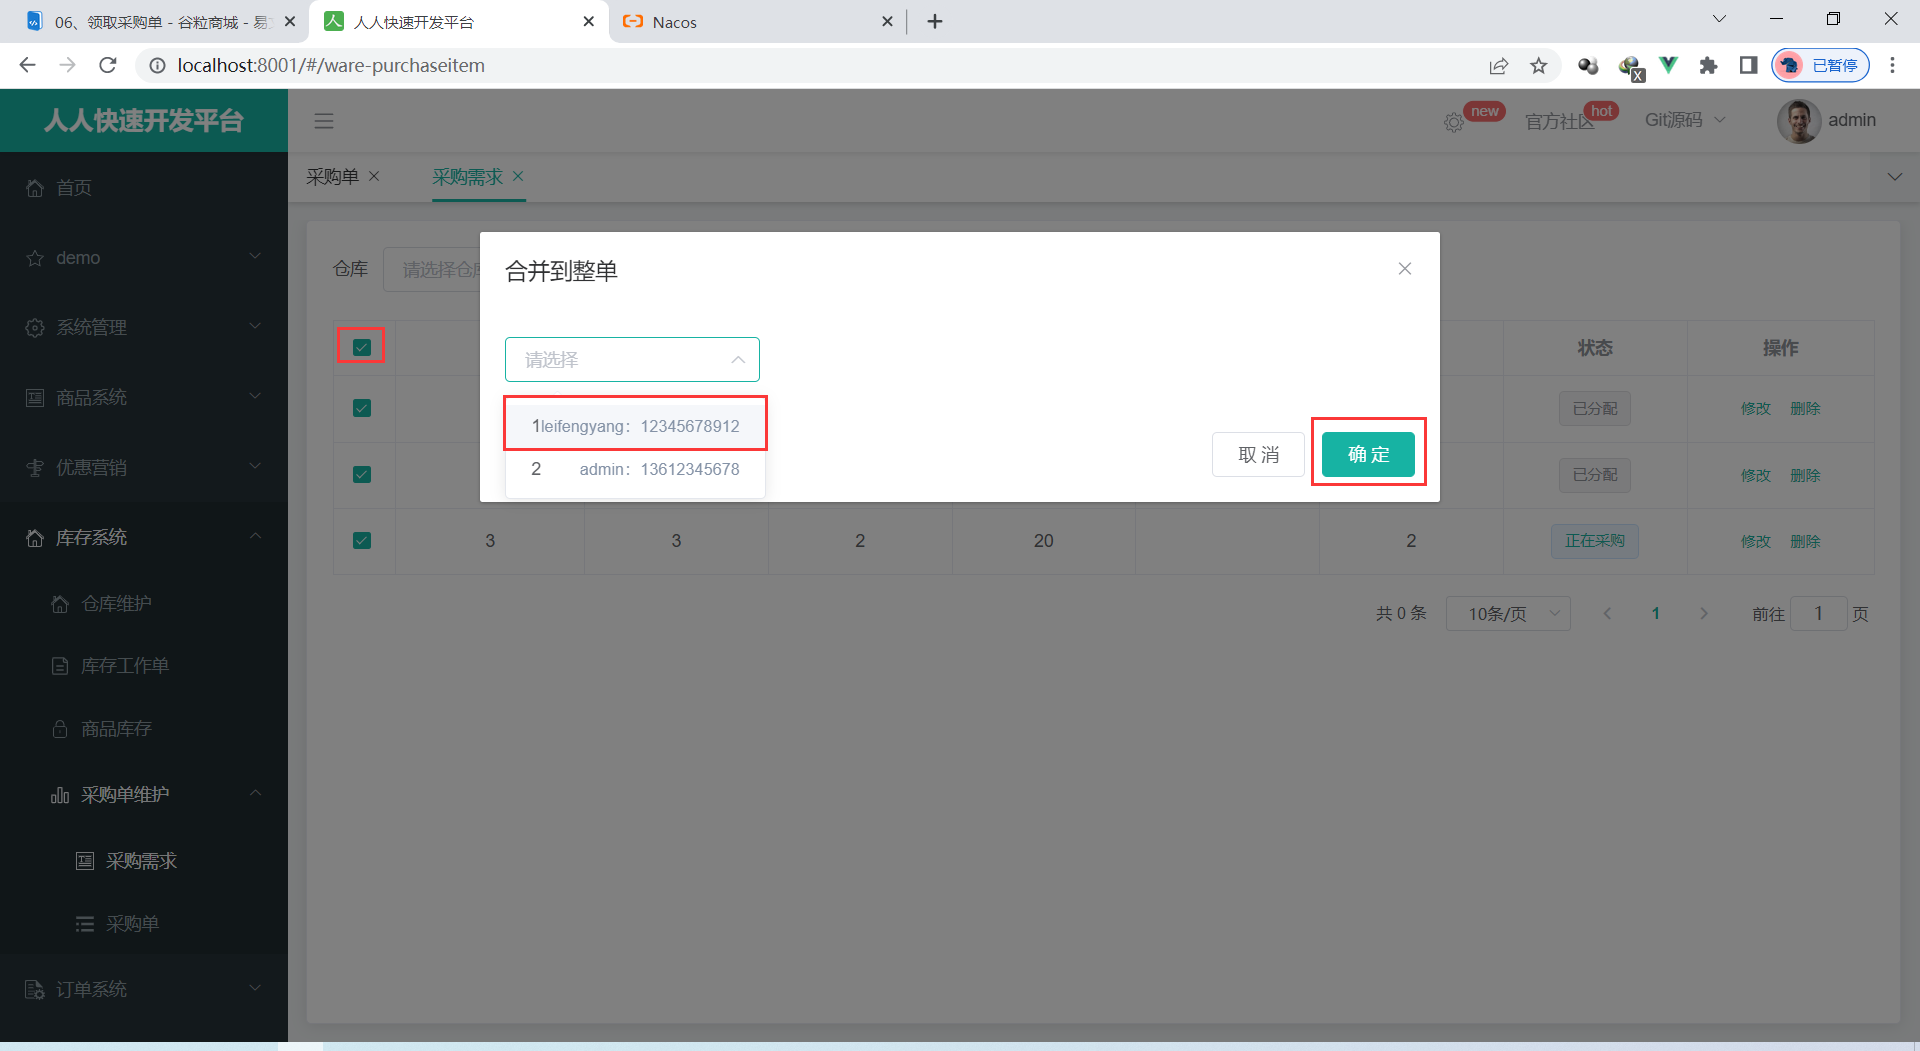 06、领取采购单 - 谷粒商城 - 易
人人快速开发平台
Nacos
localhost:8001/#/ware-purchaseitem
已暂停
人人快速开发平台
new
官方社区
hot
Git源码
admin
首页
demo
系统管理
商品系统
优惠营销
库存系统
仓库维护
库存工作单
商品库存
采购单维护
采购需求
采购单
订单系统
采购单
采购需求
仓库
请选择仓
合并到整单
请选择
1 leifengyang：12345678912
2 admin：13612345678
取 消
确 定
状态 操作
已分配 修改 删除
已分配 修改 删除
3 3 2 20 2 正在采购 修改 删除
共 0 条 10条/页 1 前往 1 页